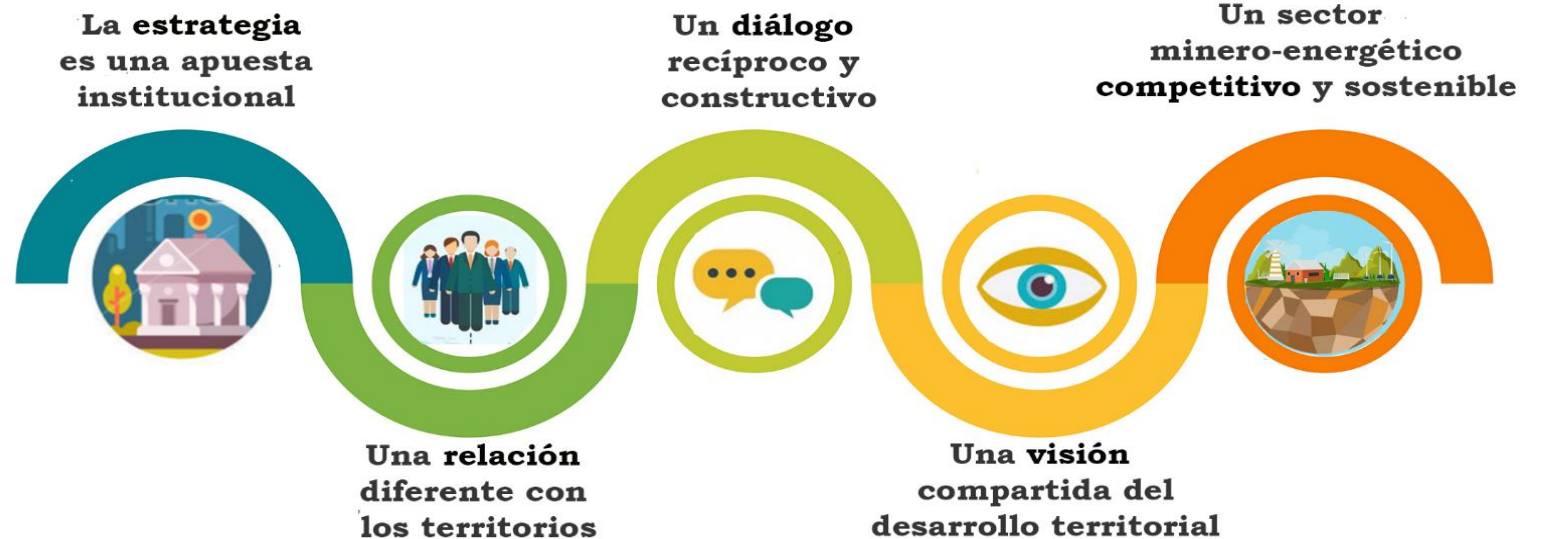 La estrategia
es una apuesta
institucional
Una relación
diferente con
los territorios
Un diálogo
recíproco y
constructivo
Una visión
compartida del
desarrollo territorial
Un sector
minero-energético
competitivo y sostenible